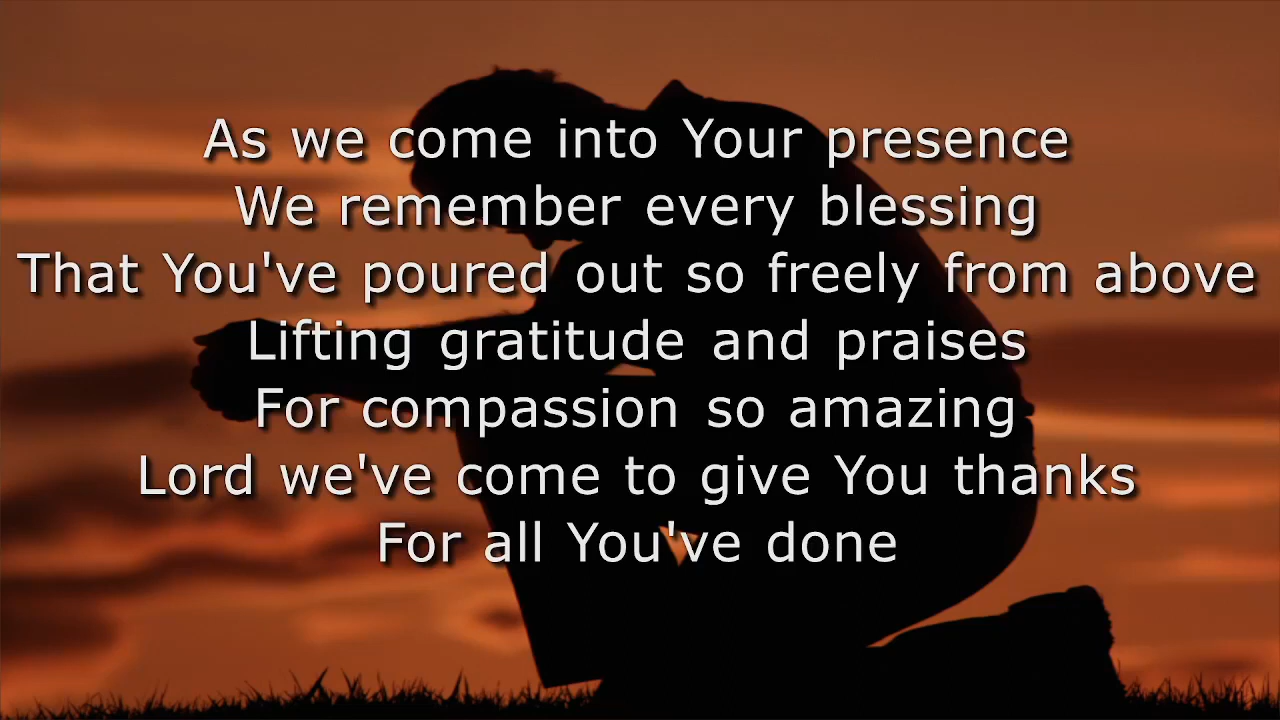 As we come into Your presence
We remember every blessing
That You've poured out so freely from above
Lifting gratitude and praises
For compassion so amazing
Lord we've come to give You thanks
For all You've done